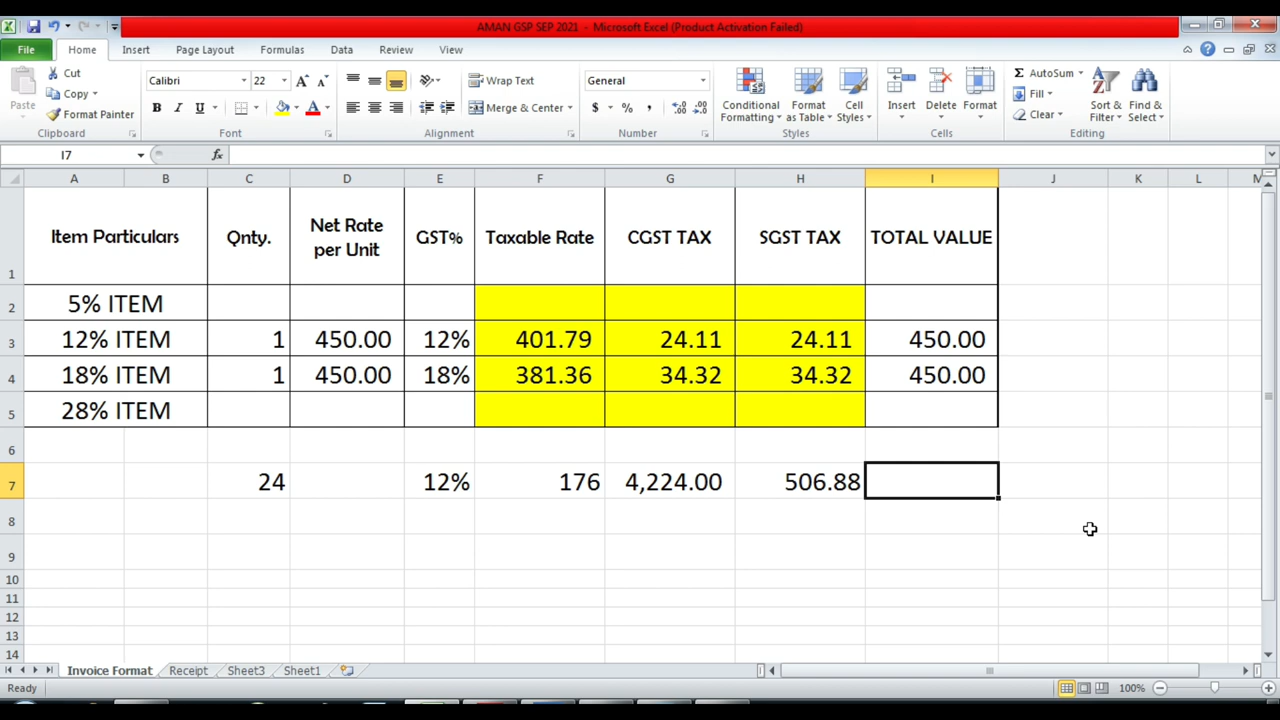 AMAN GSP SEP 2021 - Microsoft Excel (Product Activation Failed)
File Home Insert Page Layout Formulas Data Review View
Paste
Cut
Copy
Format Painter
Clipboard
Calibri 22
B I U A
Font
Wrap Text
Merge & Center
Alignment
General
$ % ,
Number
Conditional Formatting
Format as Table
Cell Styles
Styles
Insert Delete Format
Cells
Σ AutoSum
Fill
Clear
Sort & Filter
Find & Select
Editing
I7 fx
A B C D E F G H I J K L M
1 Item Particulars Qnty. Net Rate per Unit GST% Taxable Rate CGST TAX SGST TAX TOTAL VALUE
2 5% ITEM
3 12% ITEM 1 450.00 12% 401.79 24.11 24.11 450.00
4 18% ITEM 1 450.00 18% 381.36 34.32 34.32 450.00
5 28% ITEM
6
7 24 12% 176 4,224.00 506.88
8
9
10
11
12
13
14
Invoice Format Receipt Sheet3 Sheet1
Ready 100%